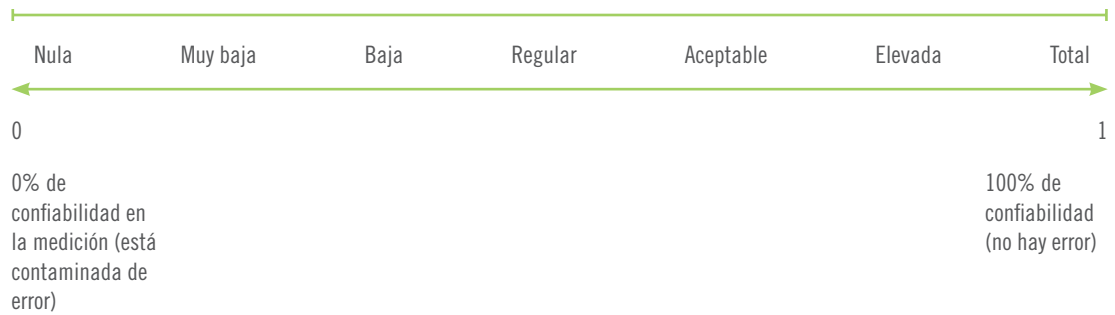 Nula Muy baja Baja Regular Aceptable Elevada Total
0 1
0% de
confiabilidad en
la medición (está
contaminada de
error)
100% de
confiabilidad
(no hay error)